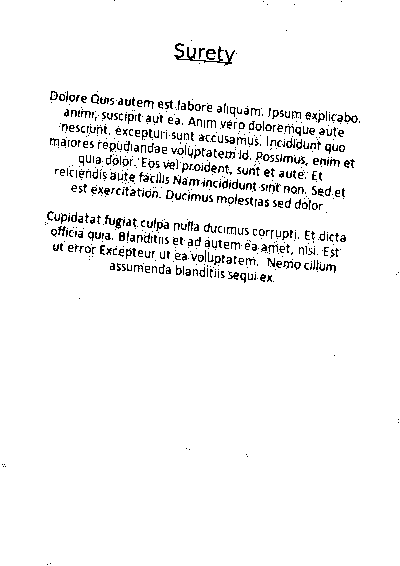 Surety
Dolore Quis autem est labore aliquam. Ipsum explicabo.
animi, suscipit aut ea. Anim vero doloremque aute
nesciunt, excepturi sunt accusamus. Incididunt quo
maiores repudiandae voluptatem id. Possimus, enim et
quia dolor. Eos vel proident, sunt et aute. Et
reiciendis aute facilis Nam incididunt sint non. Sed et
est exercitation. Ducimus molestias sed dolor
Cupidatat fugiat culpa nulla ducimus corrupti. Et dicta
officia quia. Blanditiis et ad autem ea amet, nisi. Est
ut error Excepteur ut ea voluptatem. Nemo cillum
assumenda blanditiis sequi ex.